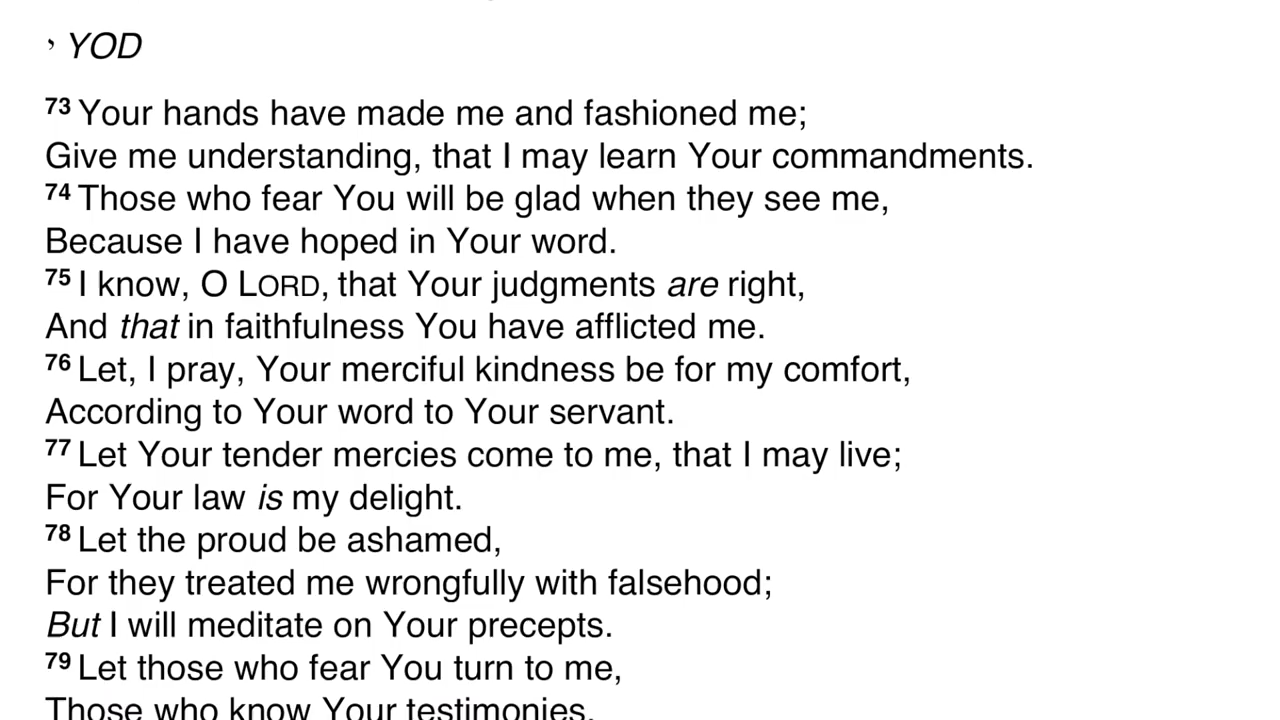 י YOD
73 Your hands have made me and fashioned me;
Give me understanding, that I may learn Your commandments.
74 Those who fear You will be glad when they see me,
Because I have hoped in Your word.
75 I know, O LORD, that Your judgments are right,
And that in faithfulness You have afflicted me.
76 Let, I pray, Your merciful kindness be for my comfort,
According to Your word to Your servant.
77 Let Your tender mercies come to me, that I may live;
For Your law is my delight.
78 Let the proud be ashamed,
For they treated me wrongfully with falsehood;
But I will meditate on Your precepts.
79 Let those who fear You turn to me,
Those who know Your testimonies.